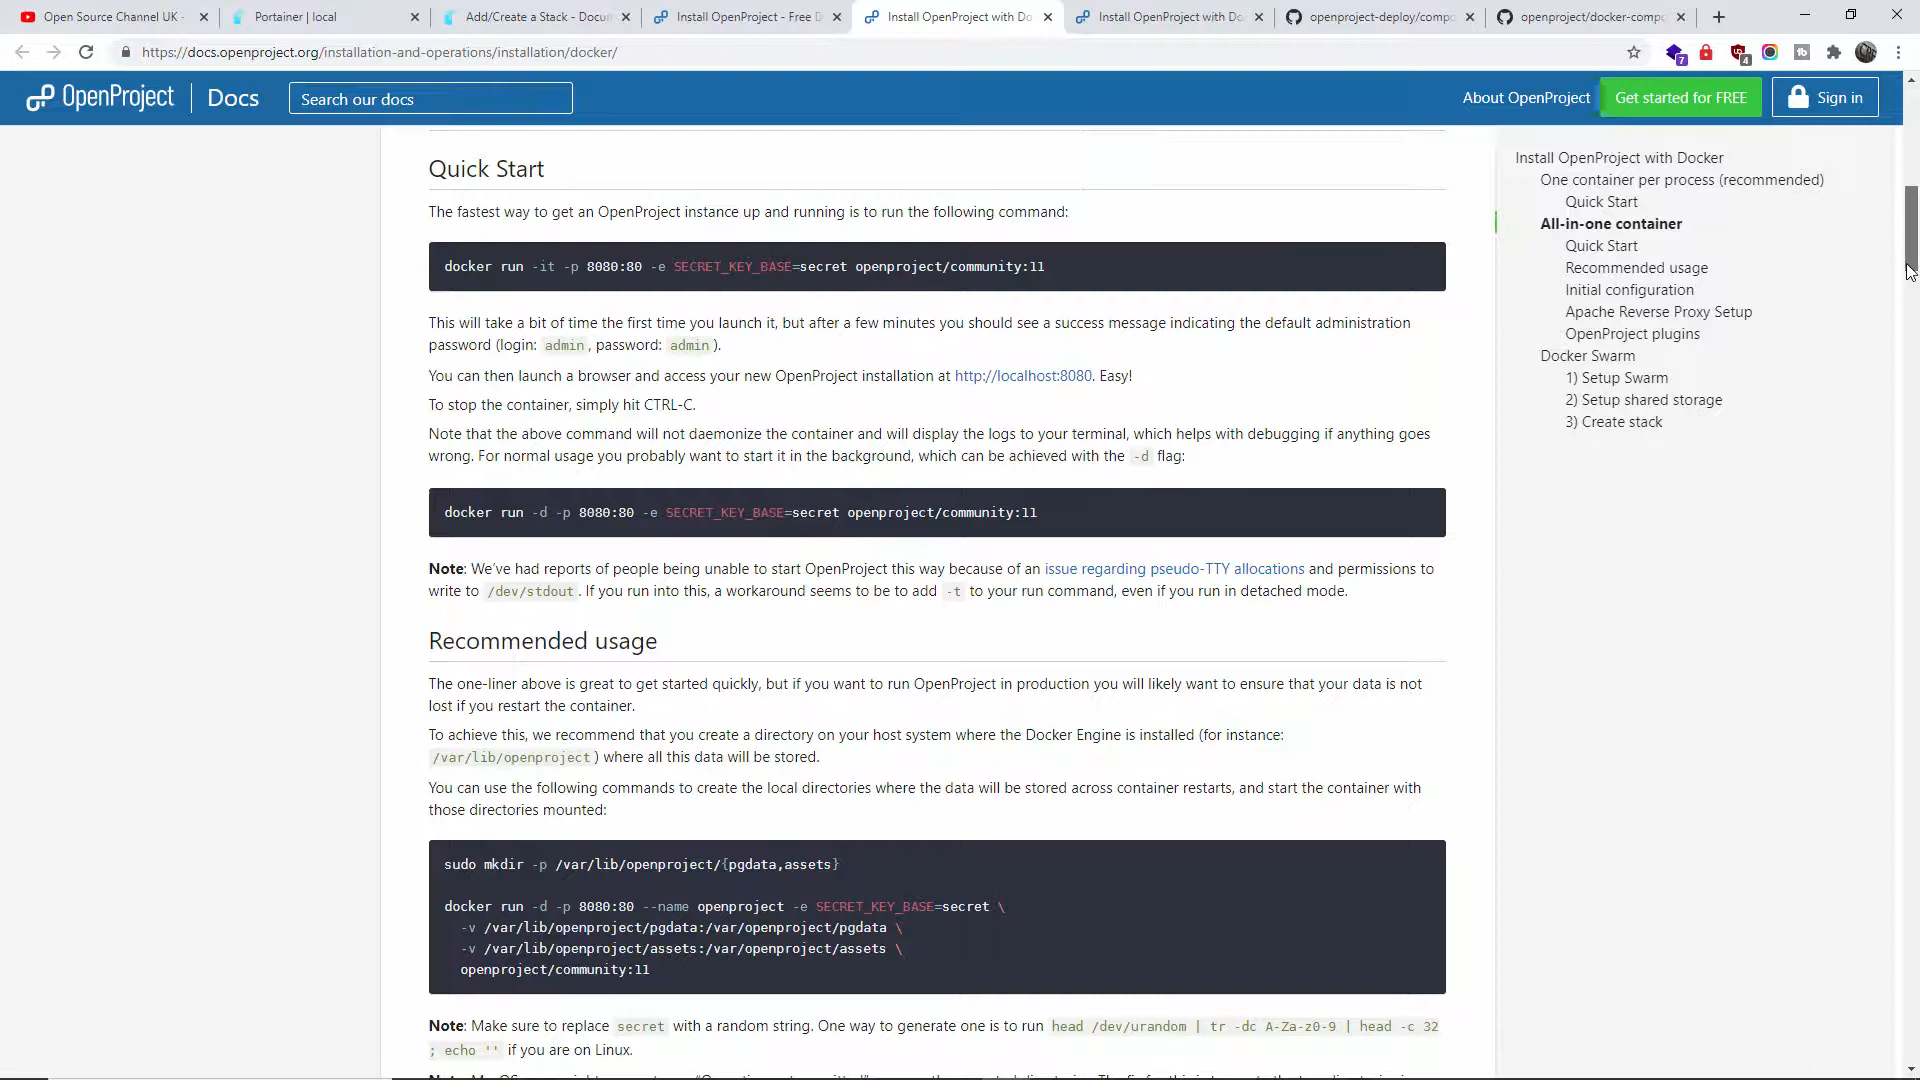 Open Source Channel UK -
Portainer | local
Add/Create a Stack - Docum
Install OpenProject - Free D
Install OpenProject with Do
Install OpenProject with Do
openproject-deploy/compo
openproject/docker-compo
https://docs.openproject.org/installation-and-operations/installation/docker/
7
4
OpenProject
Docs
Search our docs
About OpenProject
Get started for FREE
Sign in
Quick Start
The fastest way to get an OpenProject instance up and running is to run the following command:
docker run -it -p 8080:80 -e SECRET_KEY_BASE=secret openproject/community:11
This will take a bit of time the first time you launch it, but after a few minutes you should see a success message indicating the default administration
password (login: admin, password: admin).
You can then launch a browser and access your new OpenProject installation at http://localhost:8080. Easy!
To stop the container, simply hit CTRL-C.
Note that the above command will not daemonize the container and will display the logs to your terminal, which helps with debugging if anything goes
wrong. For normal usage you probably want to start it in the background, which can be achieved with the -d flag:
docker run -d -p 8080:80 -e SECRET_KEY_BASE=secret openproject/community:11
Note: We've had reports of people being unable to start OpenProject this way because of an issue regarding pseudo-TTY allocations and permissions to
write to /dev/stdout. If you run into this, a workaround seems to be to add -t to your run command, even if you run in detached mode.
Recommended usage
The one-liner above is great to get started quickly, but if you want to run OpenProject in production you will likely want to ensure that your data is not
lost if you restart the container.
To achieve this, we recommend that you create a directory on your host system where the Docker Engine is installed (for instance:
/var/lib/openproject) where all this data will be stored.
You can use the following commands to create the local directories where the data will be stored across container restarts, and start the container with
those directories mounted:
sudo mkdir -p /var/lib/openproject/{pgdata,assets}
docker run -d -p 8080:80 --name openproject -e SECRET_KEY_BASE=secret \
-v /var/lib/openproject/pgdata:/var/openproject/pgdata \
-v /var/lib/openproject/assets:/var/openproject/assets \
openproject/community:11
Note: Make sure to replace secret with a random string. One way to generate one is to run head /dev/urandom | tr -dc A-Za-z0-9 | head -c 32
; echo '' if you are on Linux.
Install OpenProject with Docker
One container per process (recommended)
Quick Start
All-in-one container
Quick Start
Recommended usage
Initial configuration
Apache Reverse Proxy Setup
OpenProject plugins
Docker Swarm
1) Setup Swarm
2) Setup shared storage
3) Create stack